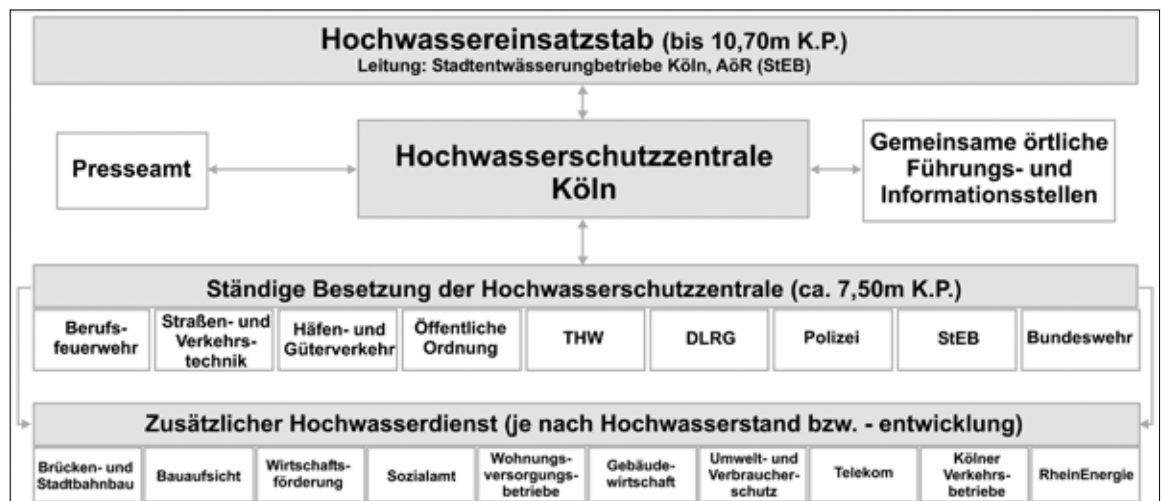 Hochwassereinsatzstab (bis 10,70m K.P.)
Leitung: Stadtentwässerungbetriebe Köln, AöR (StEB)
Presseamt
Hochwasserschutzzentrale
Köln
Gemeinsame örtliche
Führungs- und
Informationsstellen
Ständige Besetzung der Hochwasserschutzzentrale (ca. 7,50m K.P.)
Berufs-
feuerwehr
Straßen- und
Verkehrs-
technik
Häfen- und
Güterverkehr
Öffentliche
Ordnung
THW
DLRG
Polizei
StEB
Bundeswehr
Zusätzlicher Hochwasserdienst (je nach Hochwasserstand bzw. - entwicklung)
Brücken- und
Stadtbahnbau
Bauaufsicht
Wirtschafts-
förderung
Sozialamt
Wohnungs-
versorgungs-
betriebe
Gebäude-
wirtschaft
Umwelt- und
Verbraucher-
schutz
Telekom
Kölner
Verkehrs-
betriebe
RheinEnergie